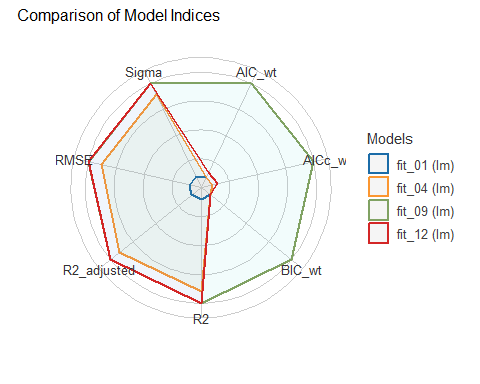 Comparison of Model Indices
Sigma
AIC_wt
RMSE
AICc_w
R2_adjusted
BIC_wt
R2
Models
fit_01 (lm)
fit_04 (lm)
fit_09 (lm)
fit_12 (lm)